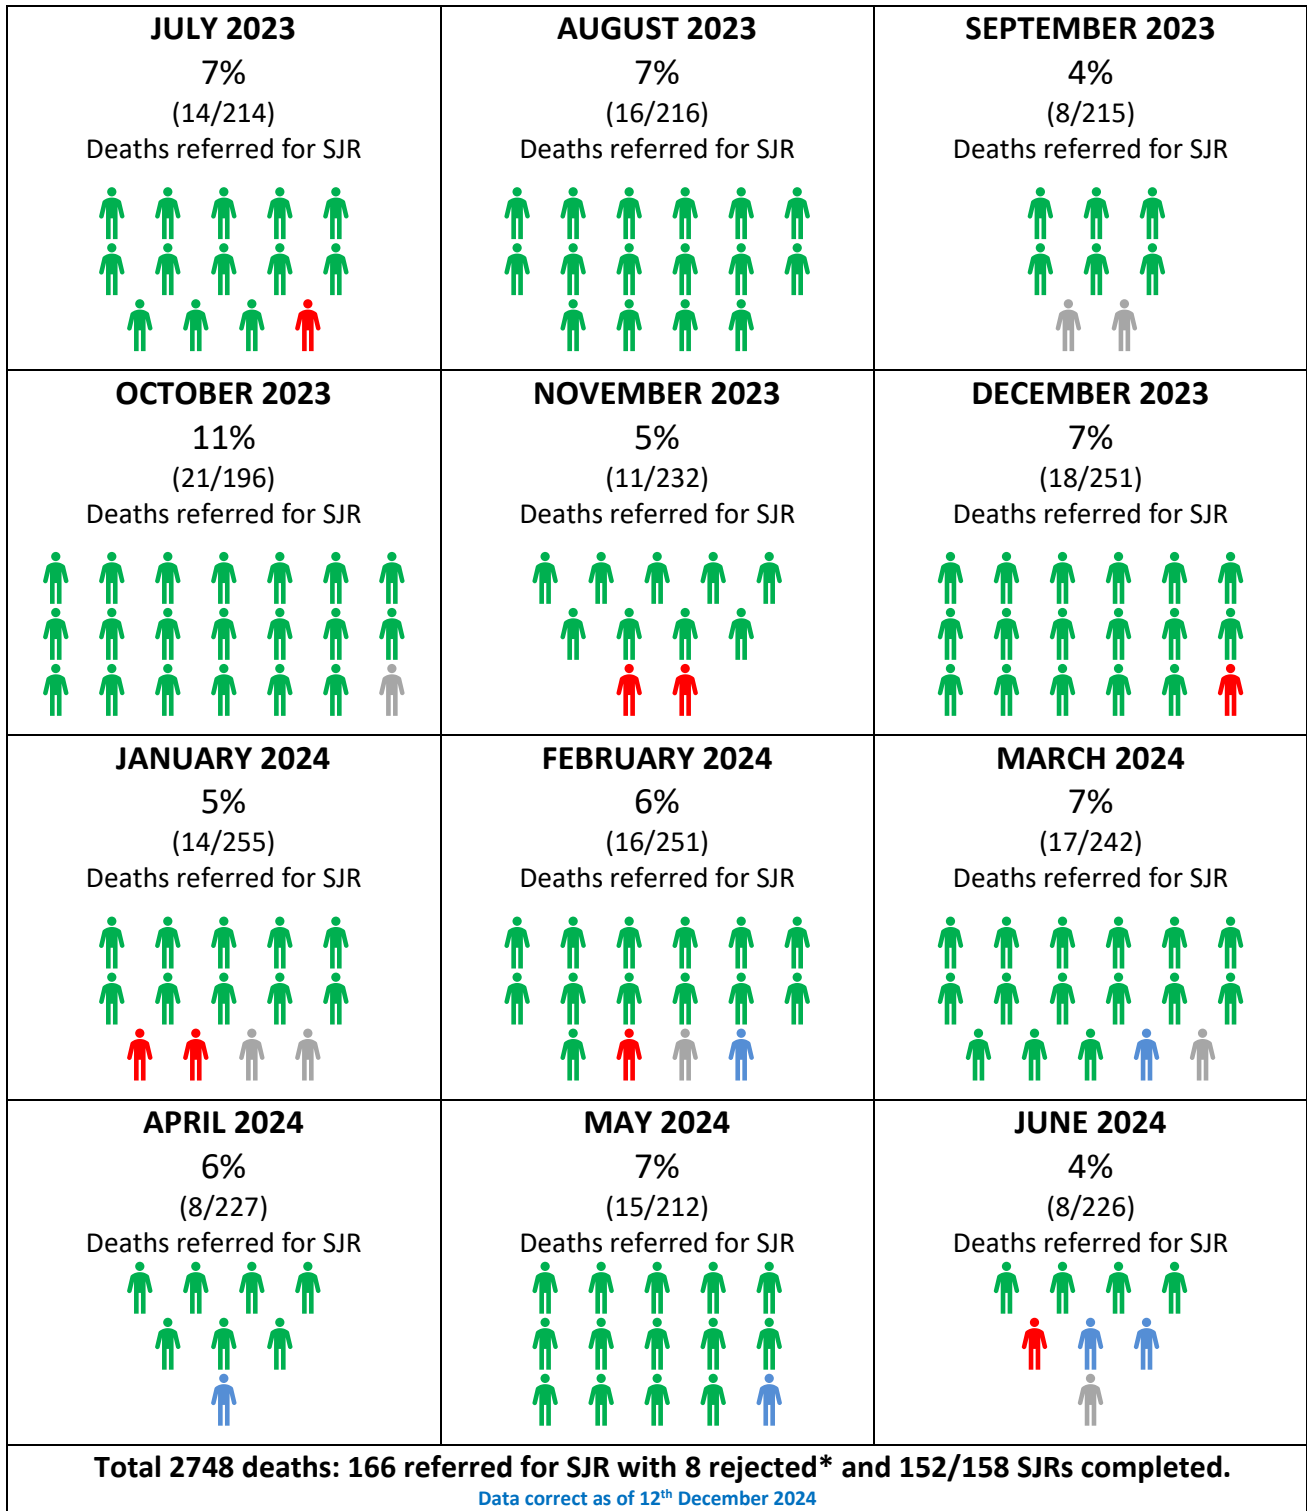 JULY 2023
7%
(14/214)
Deaths referred for SJR
AUGUST 2023
7%
(16/216)
Deaths referred for SJR
SEPTEMBER 2023
4%
(8/215)
Deaths referred for SJR
OCTOBER 2023
11%
(21/196)
Deaths referred for SJR
NOVEMBER 2023
5%
(11/232)
Deaths referred for SJR
DECEMBER 2023
7%
(18/251)
Deaths referred for SJR
JANUARY 2024
5%
(14/255)
Deaths referred for SJR
FEBRUARY 2024
6%
(16/251)
Deaths referred for SJR
MARCH 2024
7%
(17/242)
Deaths referred for SJR
APRIL 2024
6%
(8/227)
Deaths referred for SJR
MAY 2024
7%
(15/212)
Deaths referred for SJR
JUNE 2024
4%
(8/226)
Deaths referred for SJR
Total 2748 deaths: 166 referred for SJR with 8 rejected* and 152/158 SJRs completed.
Data correct as of 12th December 2024